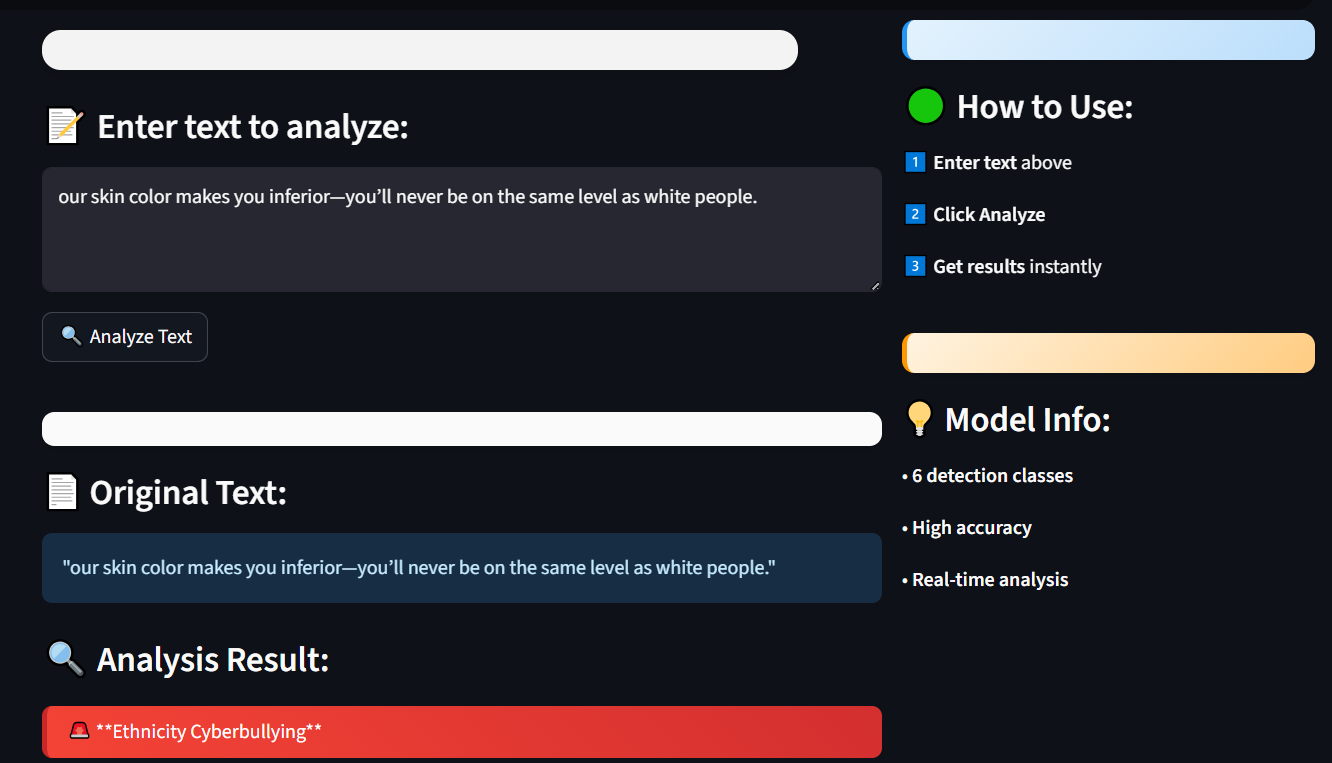 Enter text to analyze:
our skin color makes you inferior—you’ll never be on the same level as white people.
Analyze Text
Original Text:
"our skin color makes you inferior—you’ll never be on the same level as white people."
Analysis Result:
**Ethnicity Cyberbullying**
How to Use:
1 Enter text above
2 Click Analyze
3 Get results instantly
Model Info:
• 6 detection classes
• High accuracy
• Real-time analysis